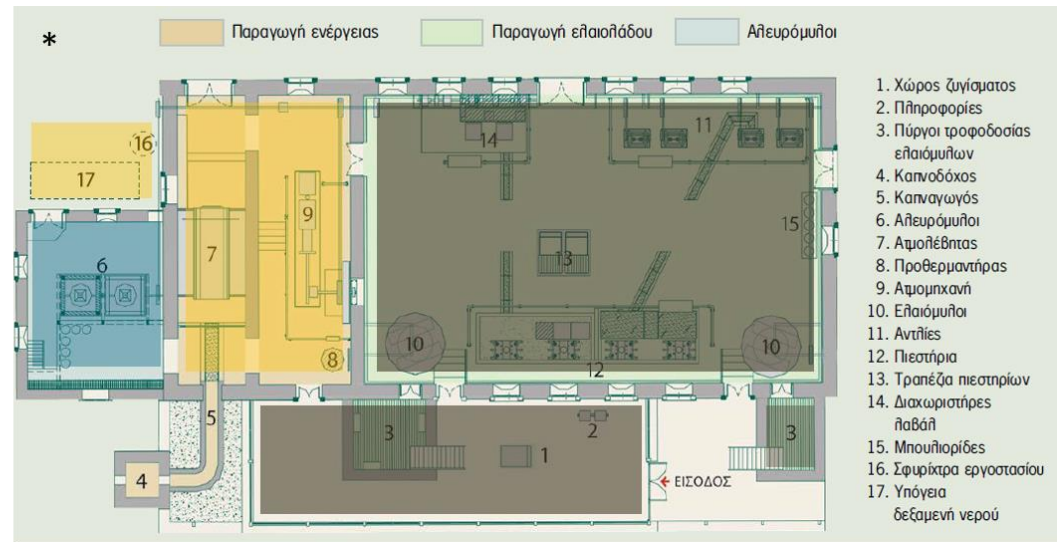 *
Παραγωγή ενέργειας
Παραγωγή ελαιολάδου
Αλευρόμυλοι
1. Χώρος ζυγίσματος
2. Πληροφορίες
3. Πύργοι τροφοδοσίας
ελαιόμυλων
4. Καπνοδόχος
5. Καπναγωγός
6. Αλευρόμυλοι
7. Ατμολέβητας
8. Προθερμαντήρας
9. Ατμομηχανή
10. Ελαιόμυλοι
11. Αντλίες
12. Πιεστήρια
13. Τραπέζια πιεστηρίων
14. Διαχωριστήρες
λαβάλ
15. Μπουλιορίδες
16. Σφυρίχτρα εργοστασίου
17. Υπόγεια
δεξαμενή νερού
16
17
14
11
15
9
7
6
13
10
10
12
8
5
3
2
1
3
4
ΕΙΣΟΔΟΣ